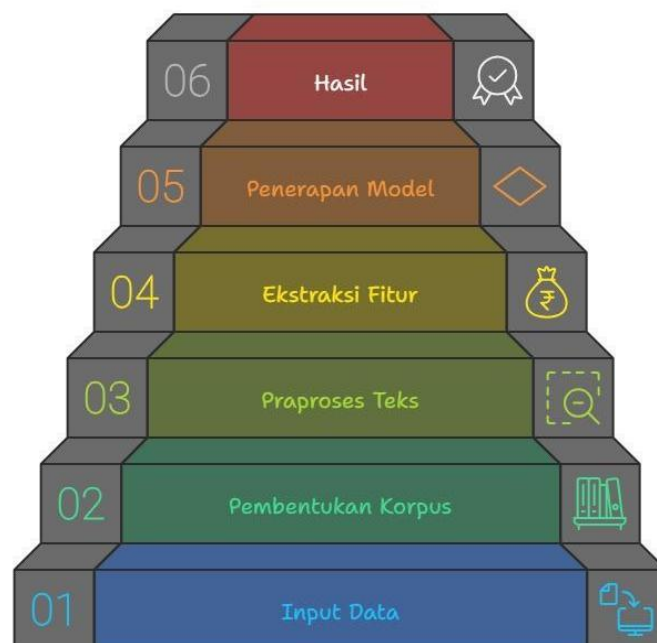 06 Hasil
05 Penerapan Model
04 Ekstraksi Fitur
₹
03 Praproses Teks
02 Pembentukan Korpus
01 Input Data